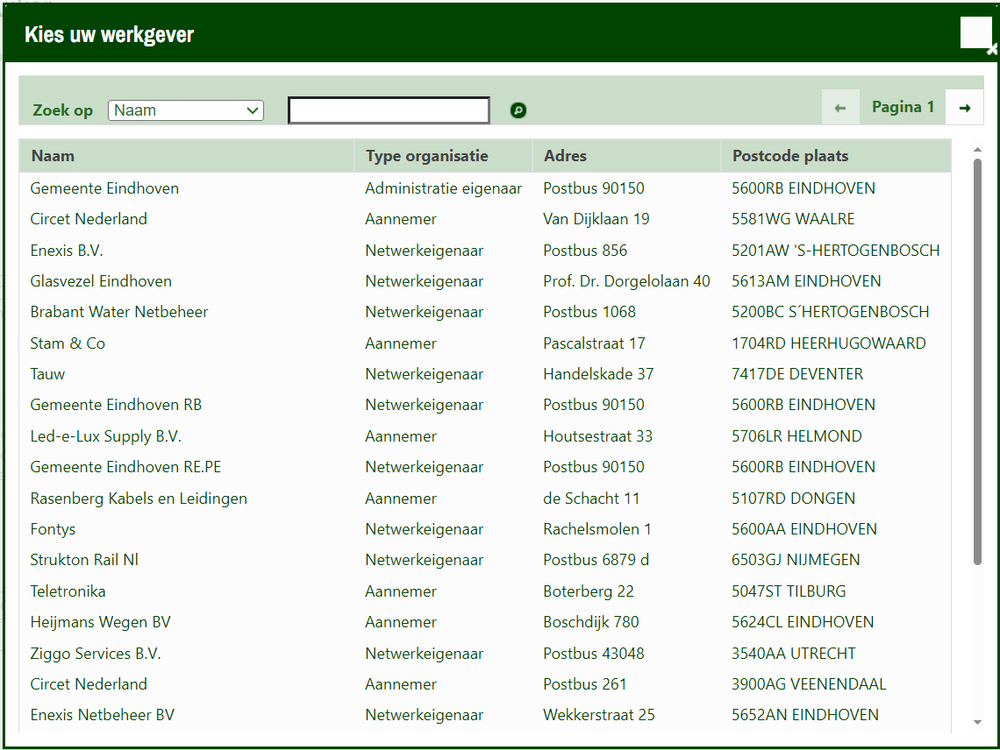 Kies uw werkgever
Zoek op Naam Pagina 1
Naam Type organisatie Adres Postcode plaats
Gemeente Eindhoven Administratie eigenaar Postbus 90150 5600RB EINDHOVEN
Circet Nederland Aannemer Van Dijklaan 19 5581WG WAALRE
Enexis B.V. Netwerkeigenaar Postbus 856 5201AW 'S-HERTOGENBOSCH
Glasvezel Eindhoven Netwerkeigenaar Prof. Dr. Dorgelolaan 40 5613AM EINDHOVEN
Brabant Water Netbeheer Netwerkeigenaar Postbus 1068 5200BC S´HERTOGENBOSCH
Stam & Co Aannemer Pascalstraat 17 1704RD HEERHUGOWAARD
Tauw Netwerkeigenaar Handelskade 37 7417DE DEVENTER
Gemeente Eindhoven RB Netwerkeigenaar Postbus 90150 5600RB EINDHOVEN
Led-e-Lux Supply B.V. Aannemer Houtsestraat 33 5706LR HELMOND
Gemeente Eindhoven RE.PE Netwerkeigenaar Postbus 90150 5600RB EINDHOVEN
Rasenberg Kabels en Leidingen Aannemer de Schacht 11 5107RD DONGEN
Fontys Netwerkeigenaar Rachelsmolen 1 5600AA EINDHOVEN
Strukton Rail Nl Netwerkeigenaar Postbus 6879 d 6503GJ NIJMEGEN
Teletronika Aannemer Boterberg 22 5047ST TILBURG
Heijmans Wegen BV Aannemer Boschdijk 780 5624CL EINDHOVEN
Ziggo Services B.V. Netwerkeigenaar Postbus 43048 3540AA UTRECHT
Circet Nederland Aannemer Postbus 261 3900AG VEENENDAAL
Enexis Netbeheer BV Netwerkeigenaar Wekkerstraat 25 5652AN EINDHOVEN